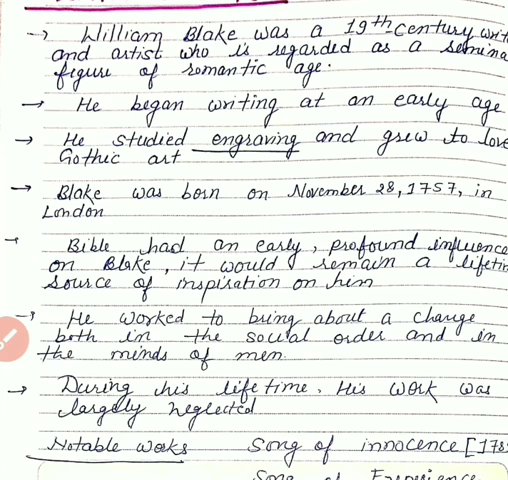 → William Blake was a 19th-century writ
and artist who is regarded as a semina
figure of romantic age.
→ He began writing at an early age
→ He studied engraving and grew to love
Gothic art
→ Blake was born on November 28, 1757, in
London
→ Bible had an early, profound influence
on Blake, it would remain a lifetim
source of inspiration on him
→ He worked to bring about a change
both in the social order and in
the minds of men.
→ During his life time. His work was
largely neglected
Notable works Song of innocence [178
Song of Experience